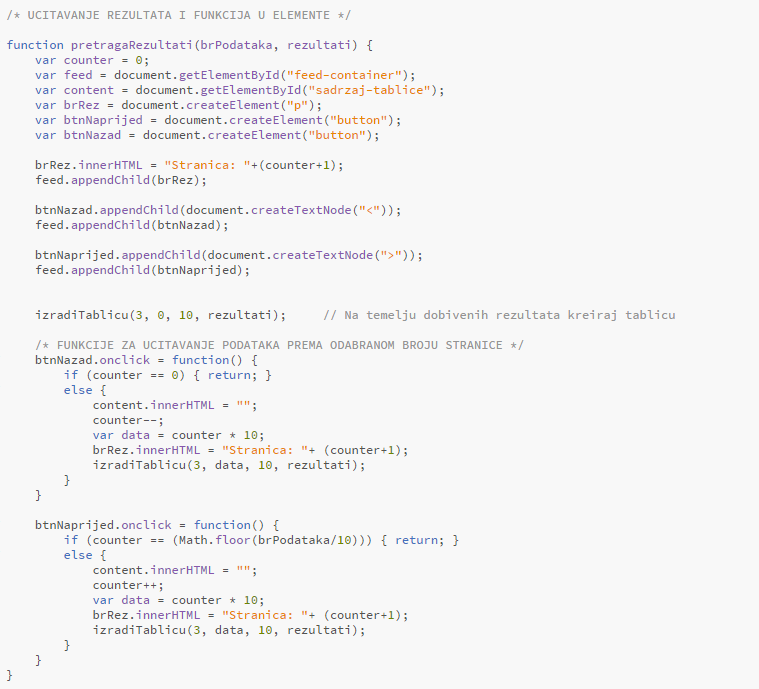 /* UCITAVANJE REZULTATA I FUNKCIJA U ELEMENTE */

function pretragaRezultati(brPodataka, rezultati) {
    var counter = 0;
    var feed = document.getElementById("feed-container");
    var content = document.getElementById("sadrzaj-tablice");
    var brRez = document.createElement("p");
    var btnNaprijed = document.createElement("button");
    var btnNazad = document.createElement("button");

    brRez.innerHTML = "Stranica: "+(counter+1);
    feed.appendChild(brRez);

    btnNazad.appendChild(document.createTextNode("<"));
    feed.appendChild(btnNazad);

    btnNaprijed.appendChild(document.createTextNode(">"));
    feed.appendChild(btnNaprijed);


    izradiTablicu(3, 0, 10, rezultati);     // Na temelju dobivenih rezultata kreiraj tablicu

    /* FUNKCIJE ZA UCITAVANJE PODATAKA PREMA ODABRANOM BROJU STRANICE */
    btnNazad.onclick = function() {
        if (counter == 0) { return; }
        else {
            content.innerHTML = "";
            counter--;
            var data = counter * 10;
            brRez.innerHTML = "Stranica: "+ (counter+1);
            izradiTablicu(3, data, 10, rezultati);
        }
    }

    btnNaprijed.onclick = function() {
        if (counter == (Math.floor(brPodataka/10))) { return; }
        else {
            content.innerHTML = "";
            counter++;
            var data = counter * 10;
            brRez.innerHTML = "Stranica: "+ (counter+1);
            izradiTablicu(3, data, 10, rezultati);
        }
    }
}